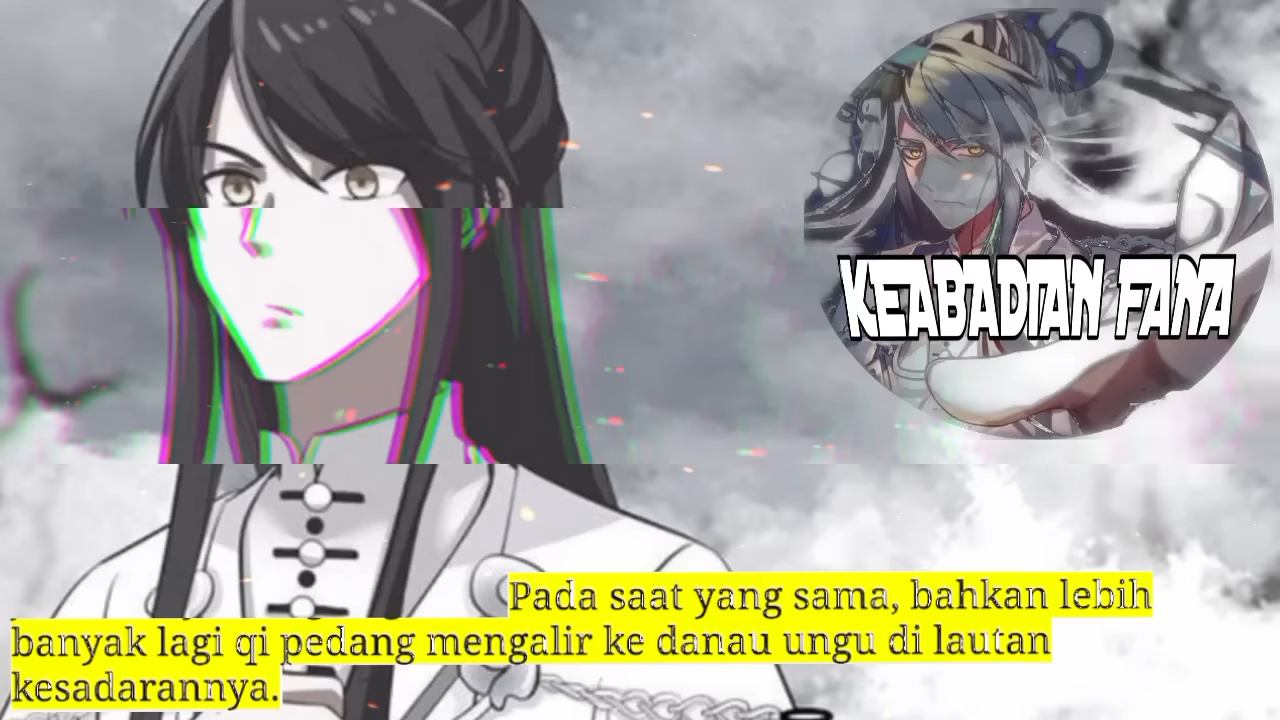 KEABADIAN FANA
Pada saat yang sama, bahkan lebih
banyak lagi qi pedang mengalir ke danau ungu di lautan
kesadarannya.